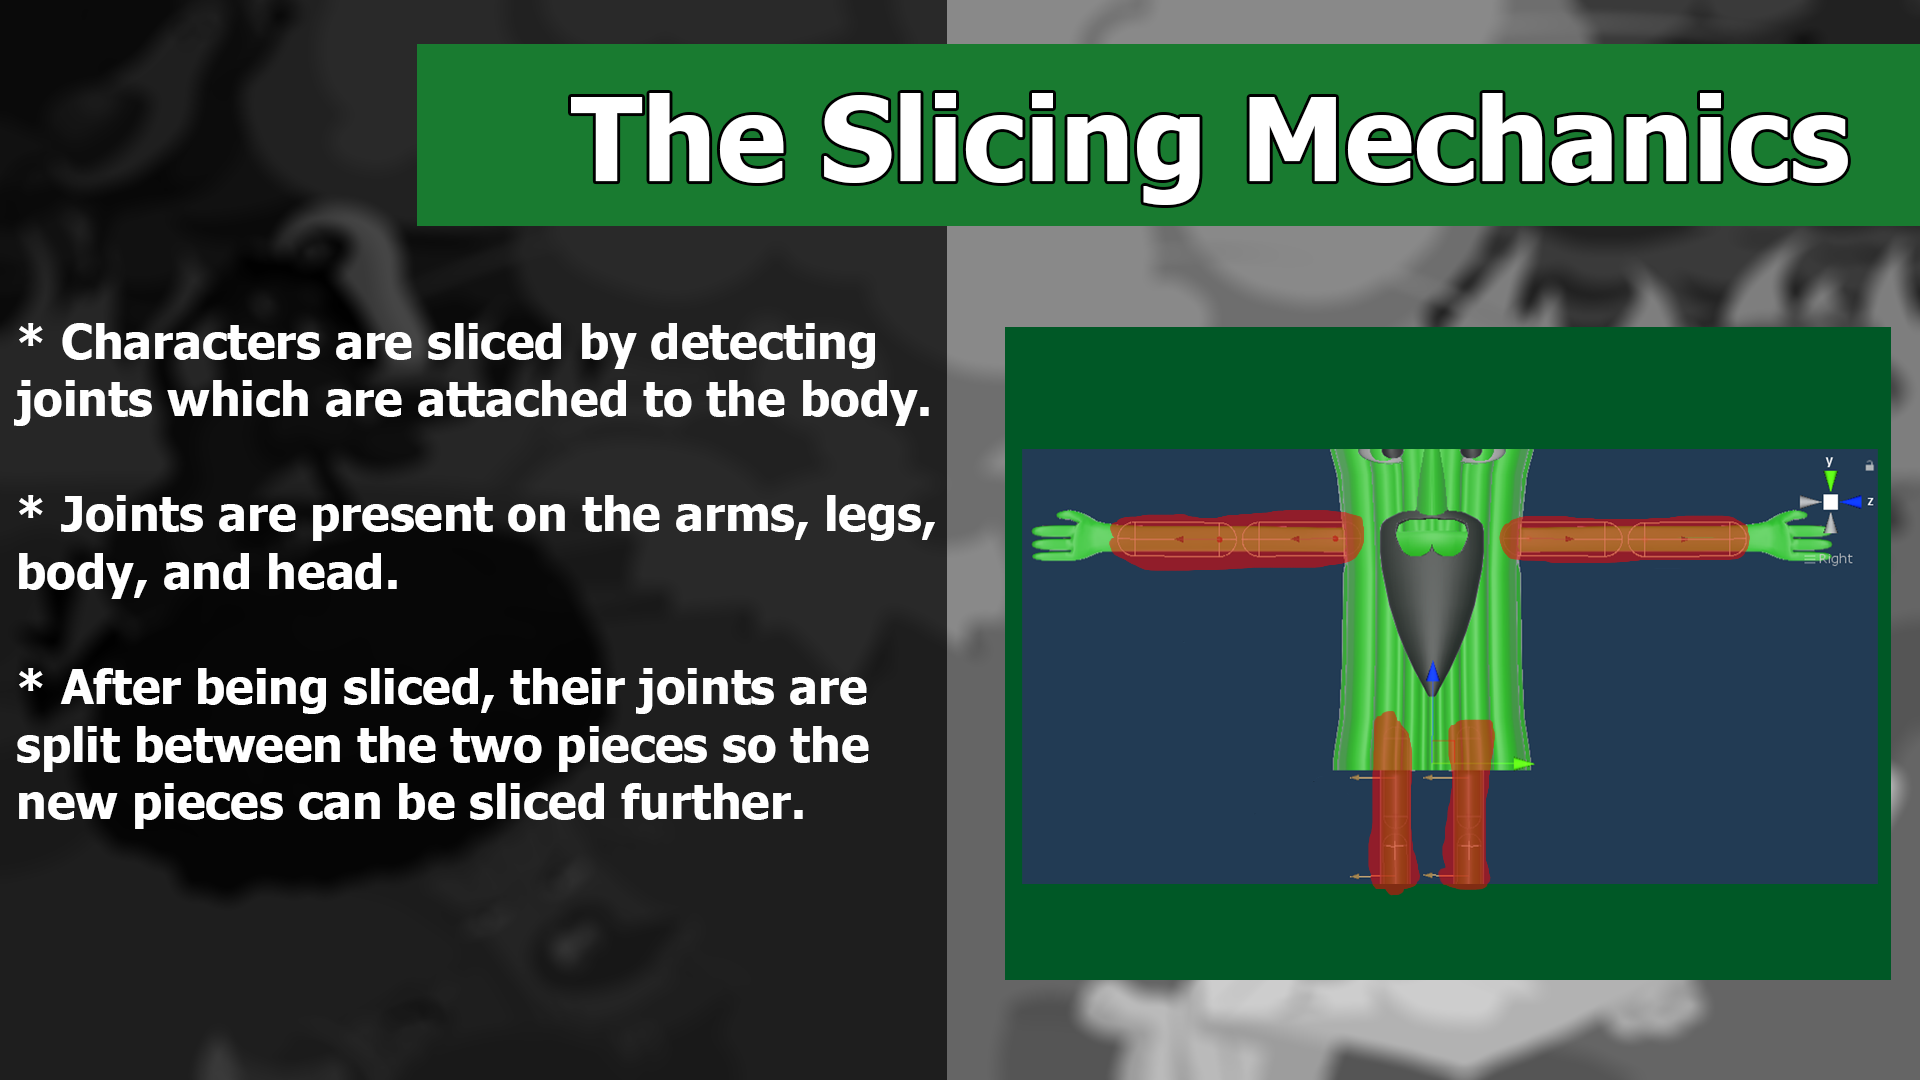 The Slicing Mechanics
* Characters are sliced by detecting
joints which are attached to the body.
* Joints are present on the arms, legs,
body, and head.
* After being sliced, their joints are
split between the two pieces so the
new pieces can be sliced further.
y
z
Right